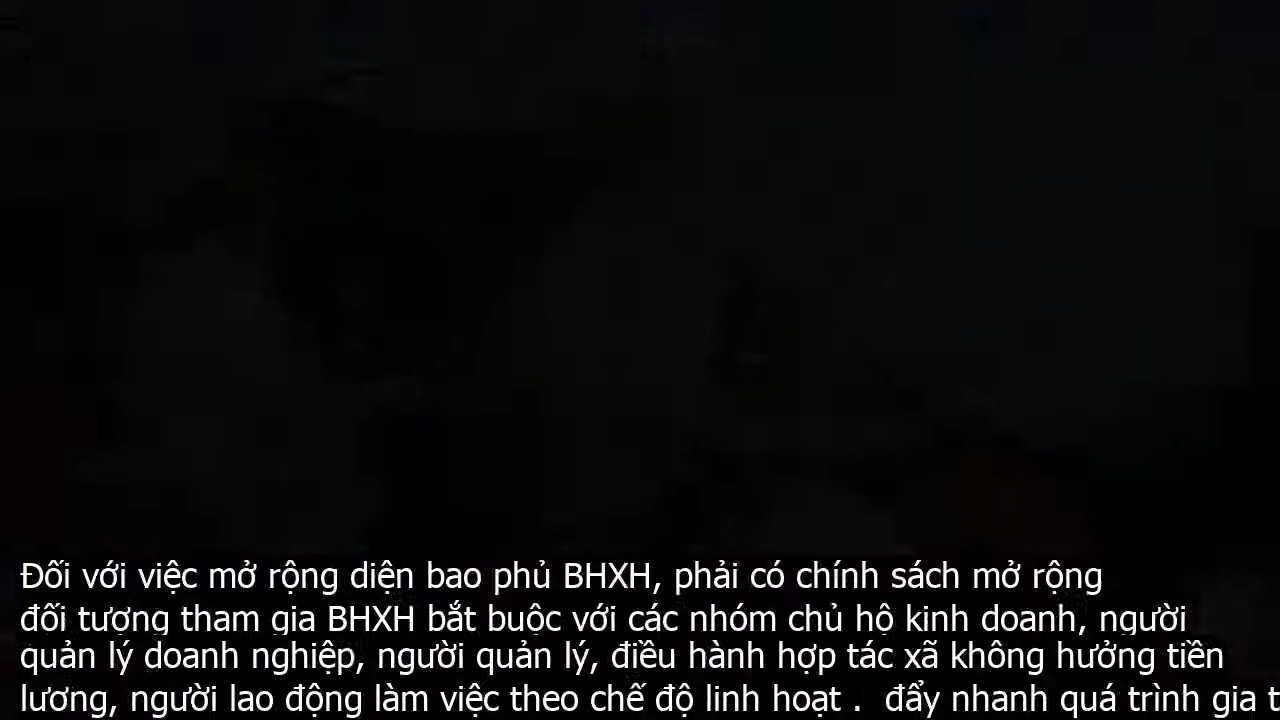 Đối với việc mở rộng diện bao phủ BHXH, phải có chính sách mở rộng
đối tượng tham gia BHXH bắt buộc với các nhóm chủ hộ kinh doanh, người
quản lý doanh nghiệp, người quản lý, điều hành hợp tác xã không hưởng tiền
lương, người lao động làm việc theo chế độ linh hoạt . đẩy nhanh quá trình gia t